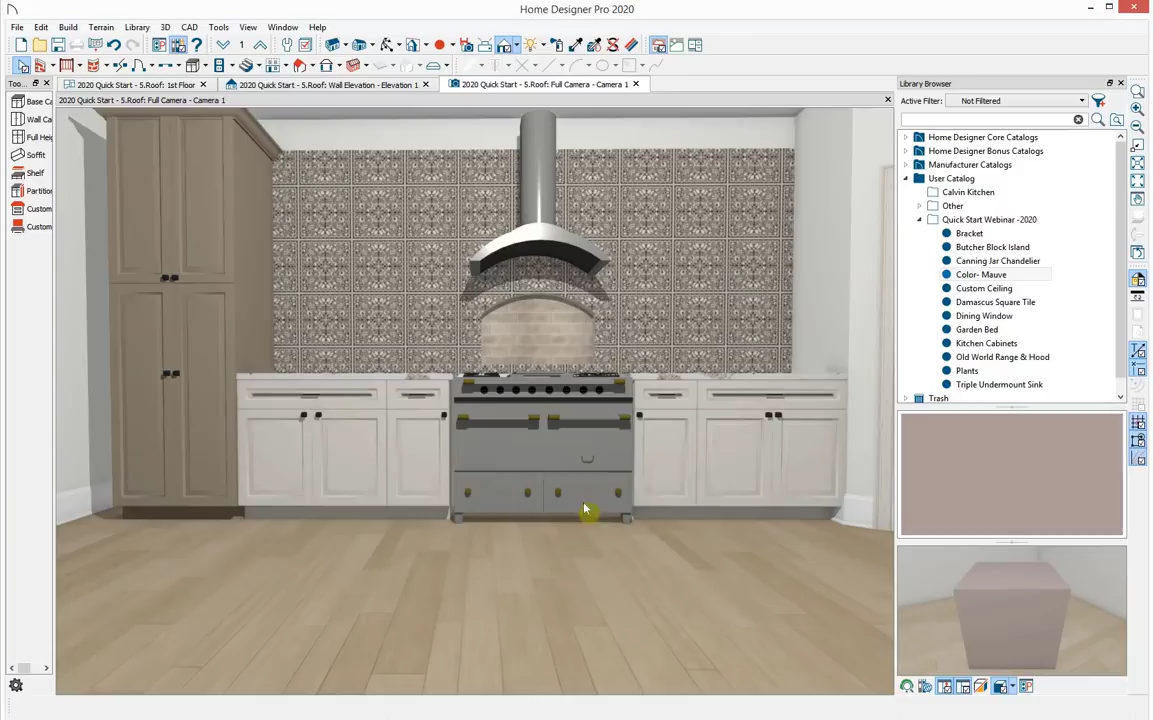 Home Designer Pro 2020
File Edit Build Terrain Library 3D CAD Tools View Window Help
1
Too...
2020 Quick Start - 5.Roof: 1st Floor
2020 Quick Start - 5.Roof: Wall Elevation - Elevation 1
2020 Quick Start - 5.Roof: Full Camera - Camera 1
Library Browser
2020 Quick Start - 5.Roof: Full Camera - Camera 1
Active Filter: Not Filtered
Base Ca
Wall Ca
Full Hei
Soffit
Shelf
Partition
Custom
Custom
Home Designer Core Catalogs
Home Designer Bonus Catalogs
Manufacturer Catalogs
User Catalog
Calvin Kitchen
Other
Quick Start Webinar -2020
Bracket
Butcher Block Island
Canning Jar Chandelier
Color- Mauve
Custom Ceiling
Damascus Square Tile
Dining Window
Garden Bed
Kitchen Cabinets
Old World Range & Hood
Plants
Triple Undermount Sink
Trash